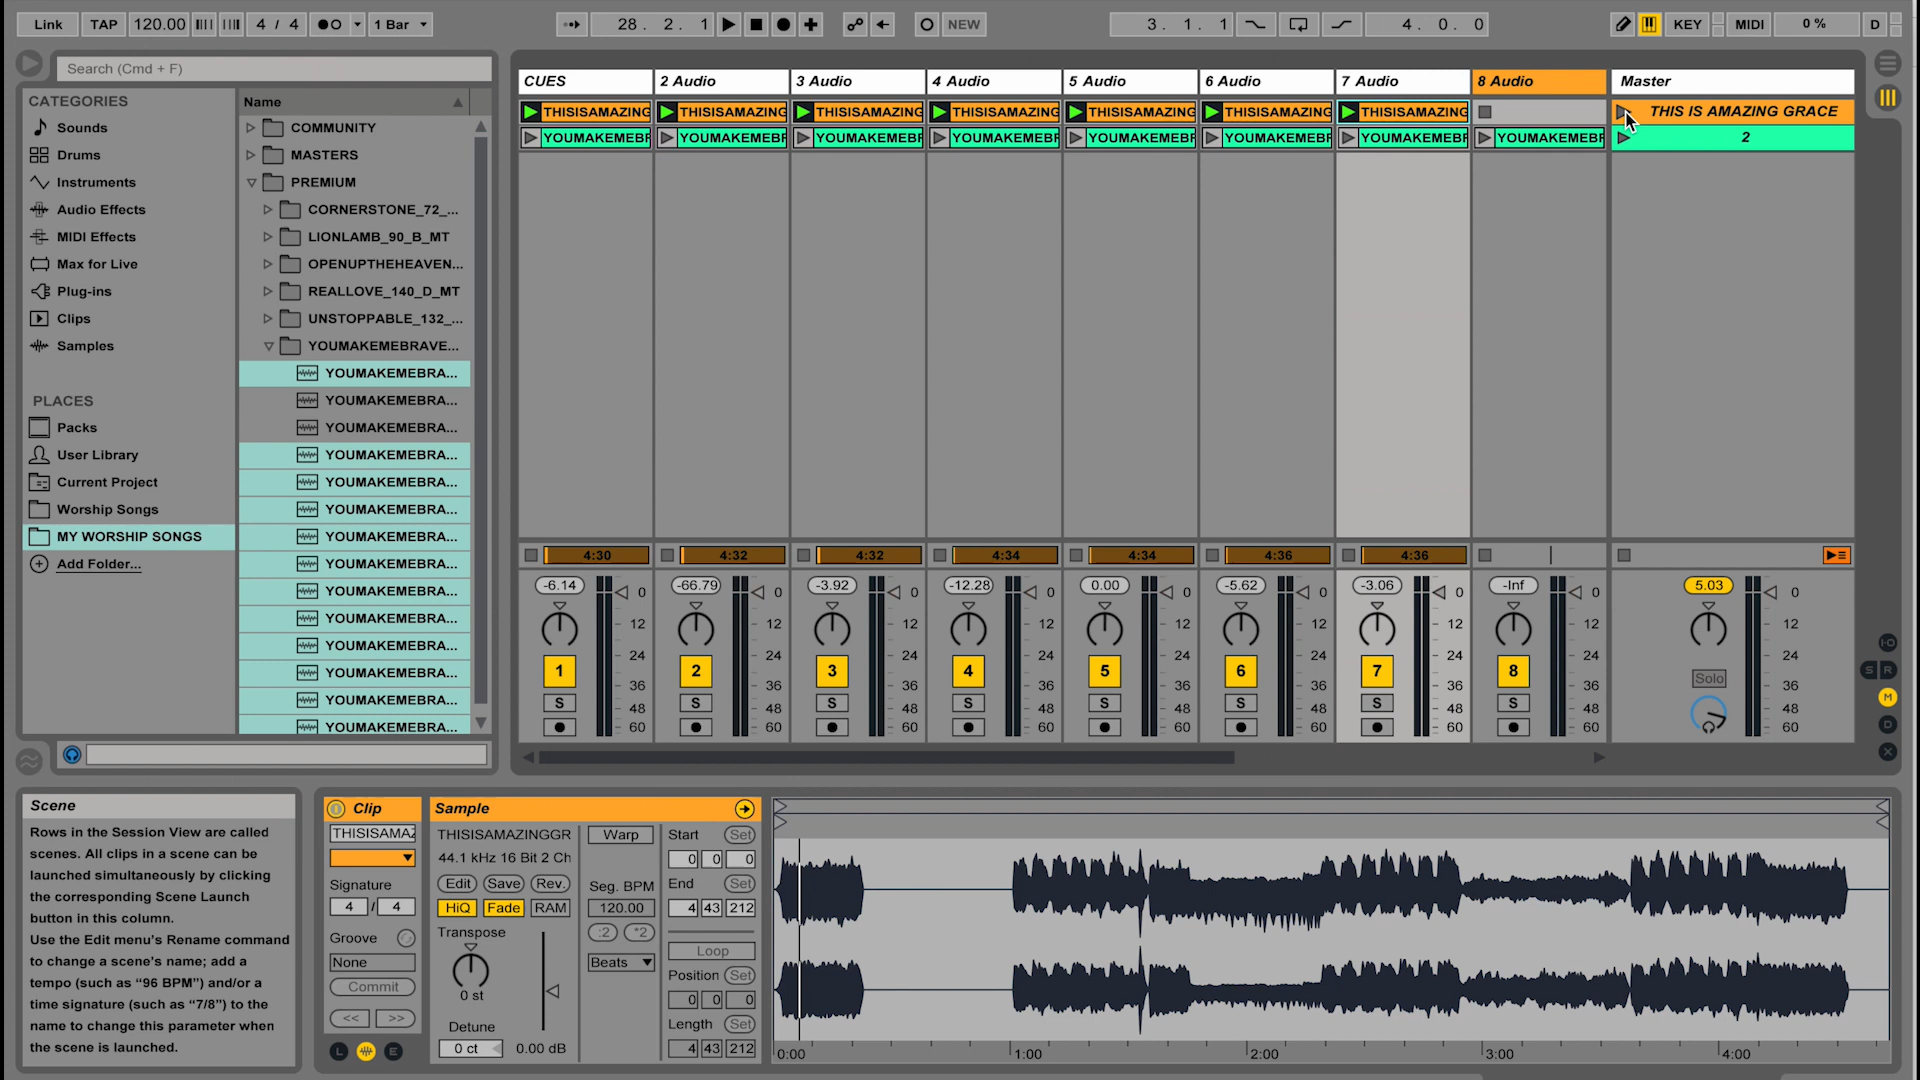 Link TAP 120.00 4 / 4 1 Bar 28. 2. 1 NEW 3. 1. 1 4. 0. 0 KEY MIDI 0 % D
Search (Cmd + F)
CATEGORIES
Sounds
Drums
Instruments
Audio Effects
MIDI Effects
Max for Live
Plug-ins
Clips
Samples
PLACES
Packs
User Library
Current Project
Worship Songs
MY WORSHIP SONGS
Add Folder...
Name
COMMUNITY
MASTERS
PREMIUM
CORNERSTONE_72_...
LIONLAMB_90_B_MT
OPENUPTHEHEAVEN...
REALLOVE_140_D_MT
UNSTOPPABLE_132_...
YOUMAKEMEBRAVE...
YOUMAKEMEBRA...
YOUMAKEMEBRA...
YOUMAKEMEBRA...
YOUMAKEMEBRA...
YOUMAKEMEBRA...
YOUMAKEMEBRA...
YOUMAKEMEBRA...
YOUMAKEMEBRA...
YOUMAKEMEBRA...
YOUMAKEMEBRA...
YOUMAKEMEBRA...
YOUMAKEMEBRA...
YOUMAKEMEBRA...
YOUMAKEMEBRA...
CUES 2 Audio 3 Audio 4 Audio 5 Audio 6 Audio 7 Audio 8 Audio Master
THISISAMAZING THISISAMAZING THISISAMAZING THISISAMAZING THISISAMAZING THISISAMAZING THISISAMAZING THIS IS AMAZING GRACE
YOUMAKEMEBR YOUMAKEMEBR YOUMAKEMEBR YOUMAKEMEBR YOUMAKEMEBR YOUMAKEMEBR YOUMAKEMEBR YOUMAKEMEBR 2
4:30 4:32 4:32 4:34 4:34 4:36 4:36
-6.14 -66.79 -3.92 -12.28 0.00 -5.62 -3.06 -Inf 5.03
0 0 0 0 0 0 0 0 0
12 12 12 12 12 12 12 12 12
24 24 24 24 24 24 24 24 24
1 2 3 4 5 6 7 8 Solo
36 36 36 36 36 36 36 36 36
S S S S S S S S
48 48 48 48 48 48 48 48 48
60 60 60 60 60 60 60 60 60
I·O
S R
M
D
X
Scene
Rows in the Session View are called
scenes. All clips in a scene can be
launched simultaneously by clicking
the corresponding Scene Launch
button in this column.
Use the Edit menu's Rename command
to change a scene's name; add a
tempo (such as “96 BPM”) and/or a
time signature (such as “7/8”) to the
name to change this parameter when
the scene is launched.
Clip
THISISAMAZ
Signature
4 / 4
Groove
None
Commit
<< >>
L E
Sample
THISISAMAZINGGR
44.1 kHz 16 Bit 2 Ch
Edit Save Rev.
HiQ Fade RAM
Transpose
0 st
Detune
0 ct 0.00 dB
Warp
Seg. BPM
120.00
:2 *2
Beats
Start Set
0 0 0
End Set
4 43 212
Loop
Position Set
0 0 0
Length Set
4 43 212
0:00 1:00 2:00 3:00 4:00